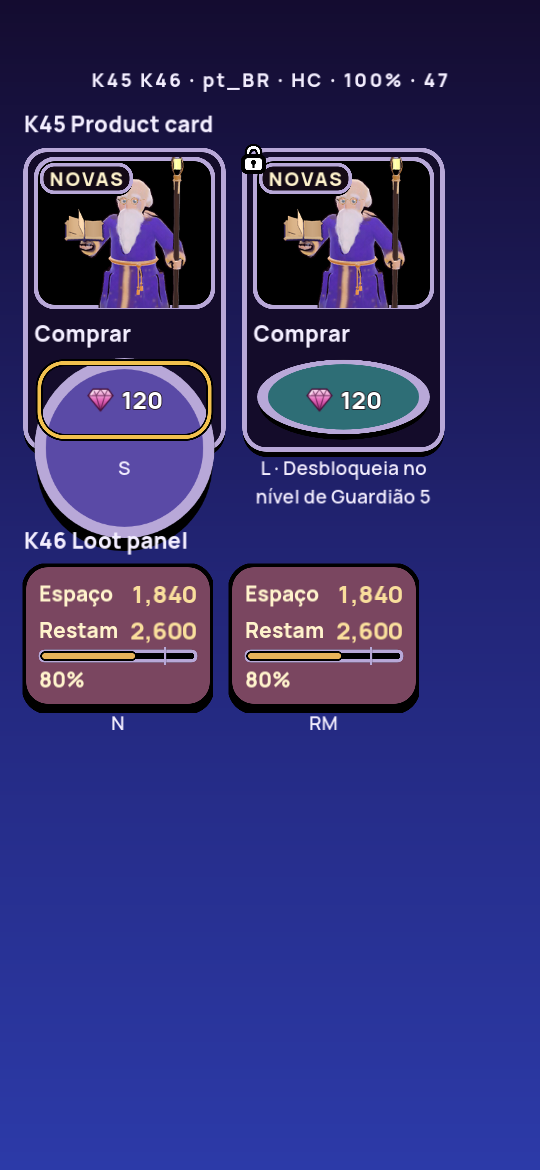 K45 K46 · pt_BR · HC · 100% · 47
K45 Product card
NOVAS
NOVAS
Comprar
Comprar
120
120
S
L · Desbloqueia no
nível de Guardião 5
K46 Loot panel
Espaço 1,840
Restam 2,600
80%
Espaço 1,840
Restam 2,600
80%
N
RM